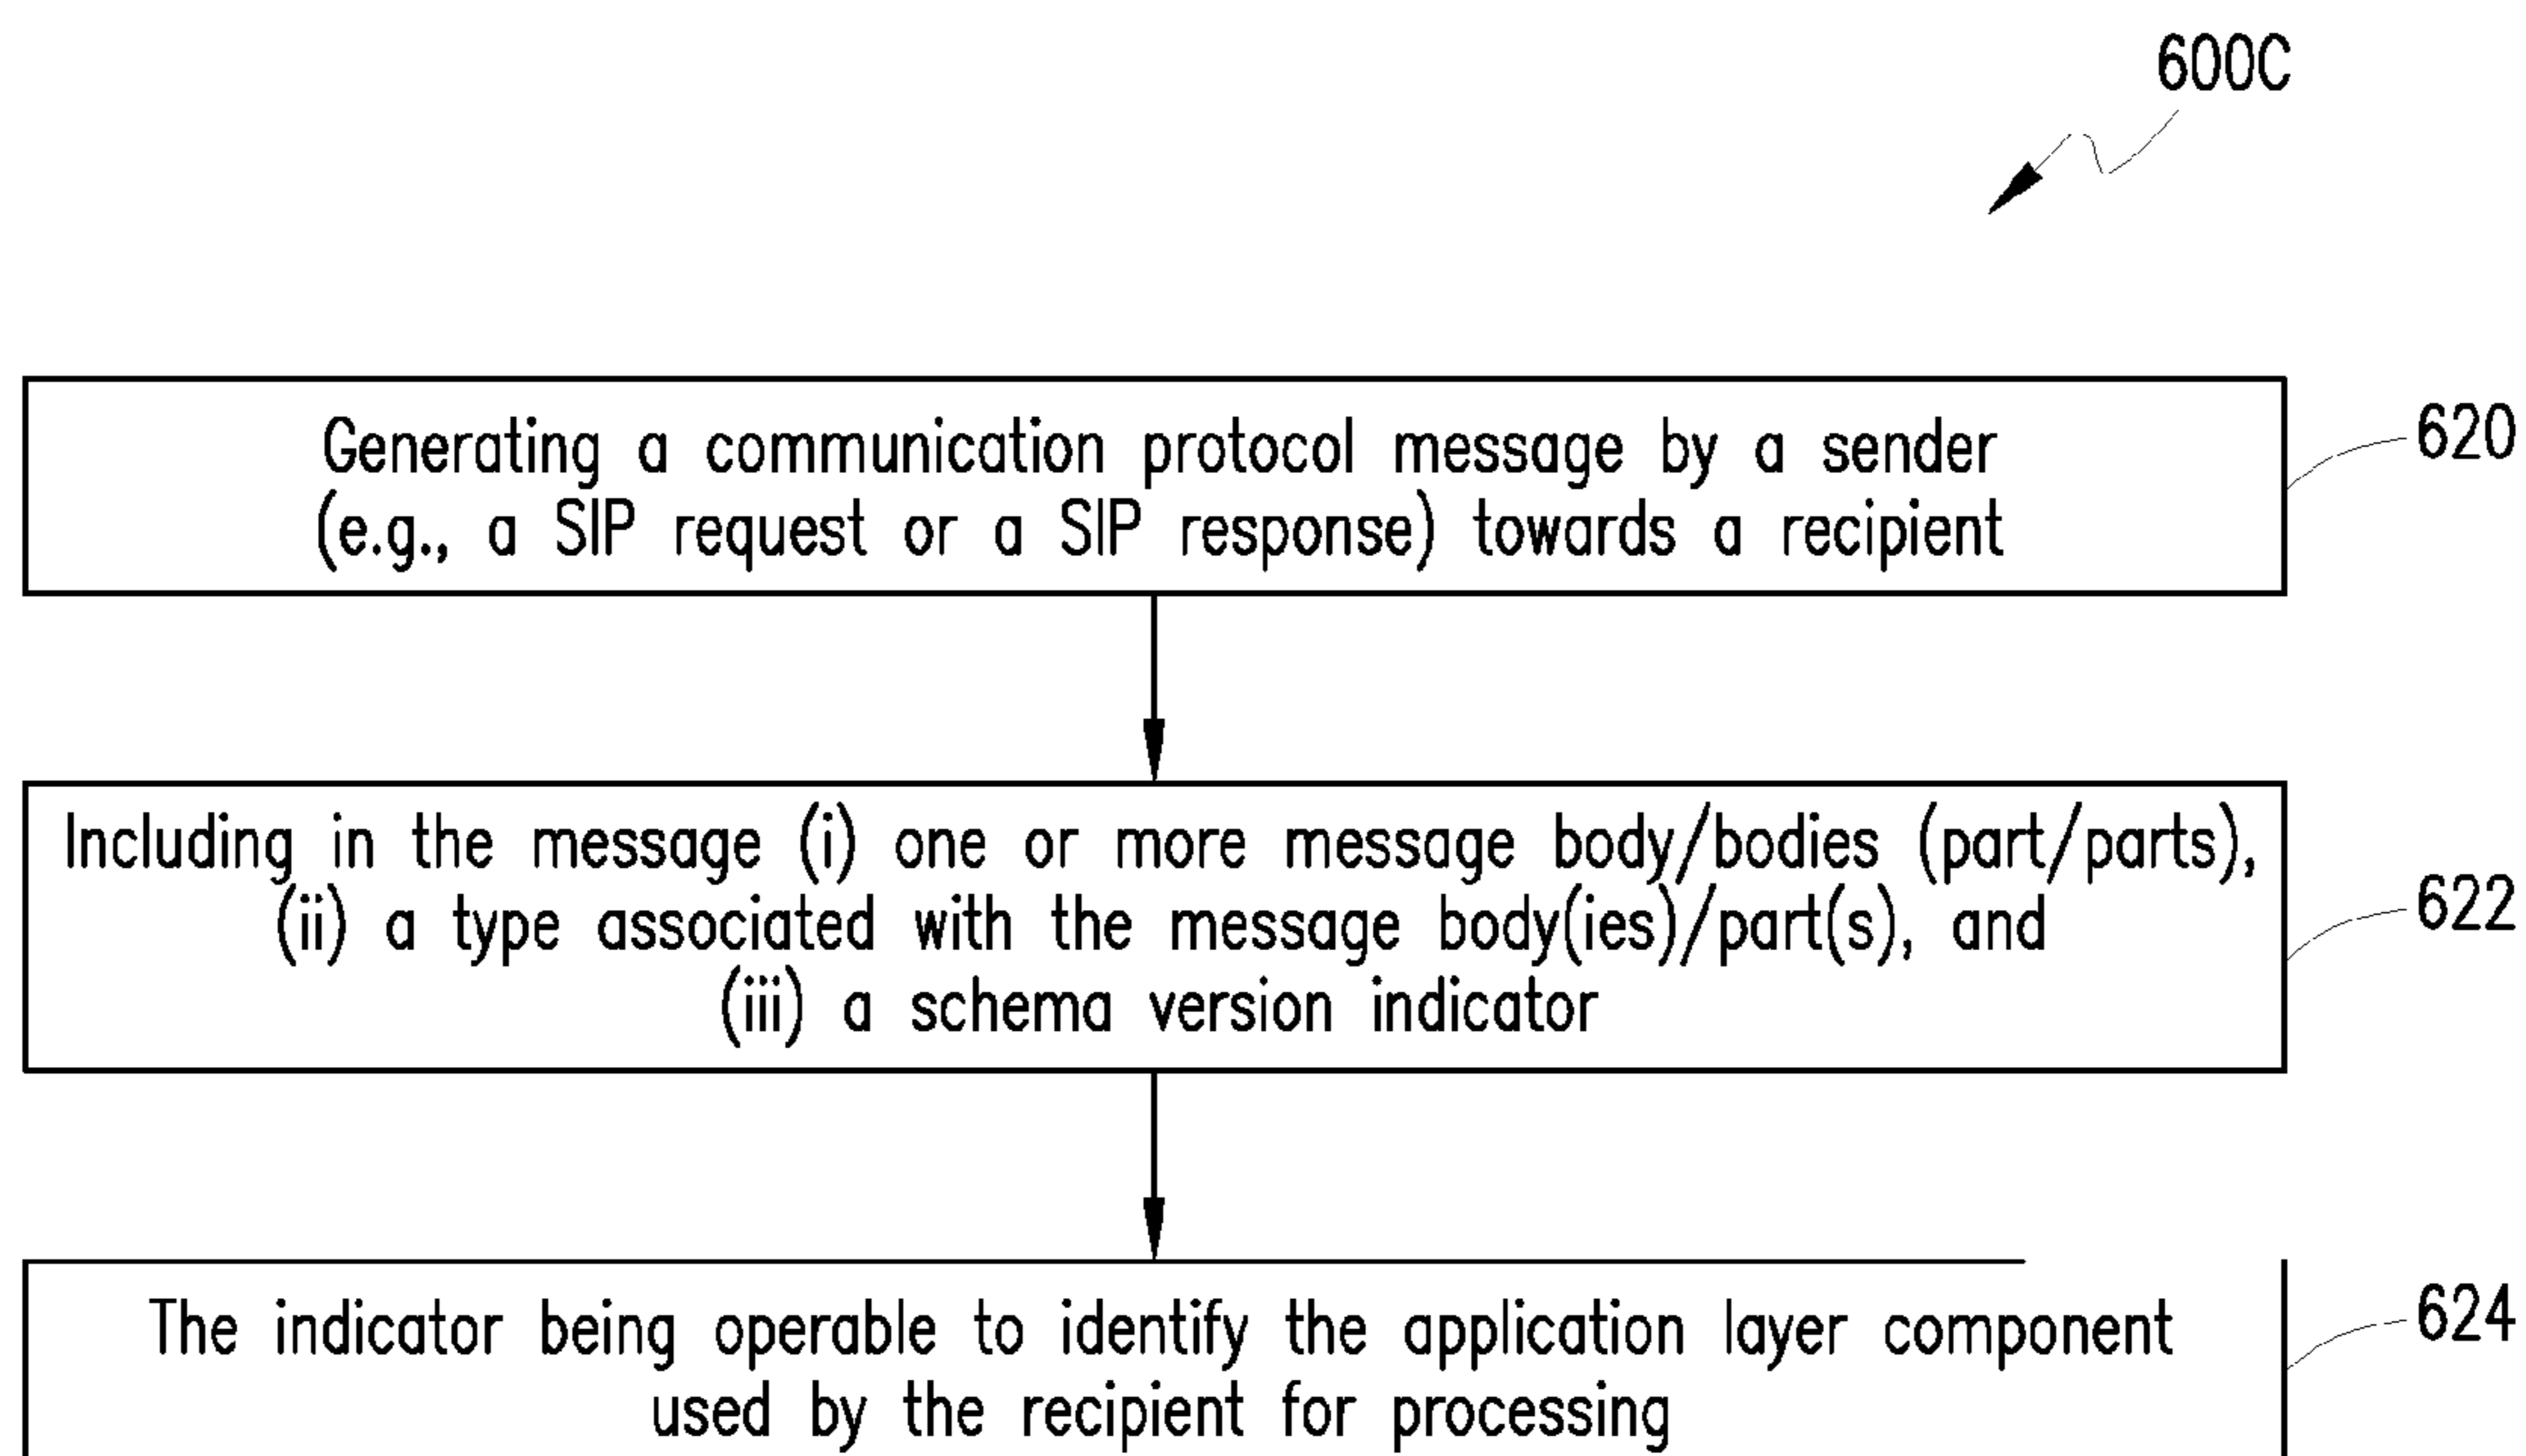 600C
Generating a communication protocol message by a sender
(e.g., a SIP request or a SIP response) towards a recipient
620
Including in the message (i) one or more message body/bodies (part/parts),
(ii) a type associated with the message body(ies)/part(s), and
(iii) a schema version indicator
622
The indicator being operable to identify the application layer component
used by the recipient for processing
624